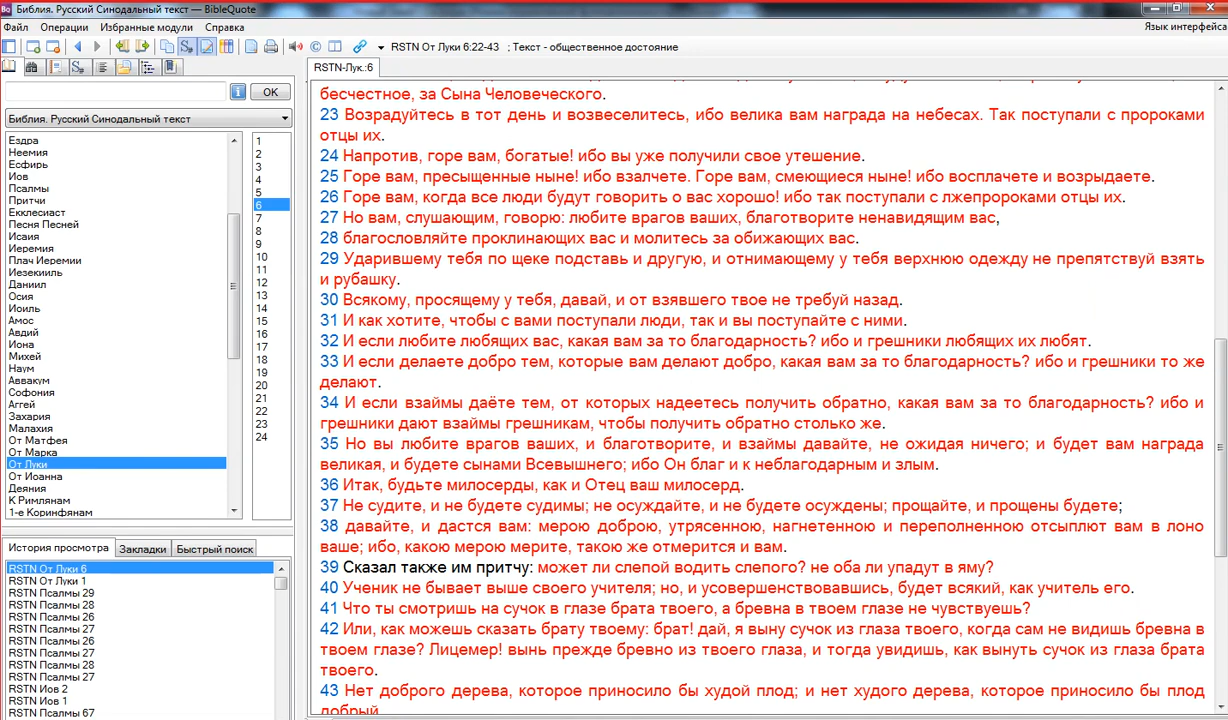 Библия. Русский Синодальный текст — BibleQuote
Файл Операции Избранные модули Справка
Язык интерфейса
RSTN От Луки 6:22-43 ; Текст - общественное достояние
OK
Библия. Русский Синодальный текст
Ездра
Неемия
Есфирь
Иов
Псалмы
Притчи
Екклесиаст
Песня Песней
Исаия
Иеремия
Плач Иеремии
Иезекииль
Даниил
Осия
Иоиль
Амос
Авдий
Иона
Михей
Наум
Аввакум
Софония
Аггей
Захария
Малахия
От Матфея
От Марка
От Луки
От Иоанна
Деяния
К Римлянам
1-е Коринфянам
1
2
3
4
5
6
7
8
9
10
11
12
13
14
15
16
17
18
19
20
21
22
23
24
История просмотра Закладки Быстрый поиск
RSTN От Луки 6
RSTN От Луки 1
RSTN Псалмы 29
RSTN Псалмы 28
RSTN Псалмы 26
RSTN Псалмы 27
RSTN Псалмы 26
RSTN Псалмы 27
RSTN Псалмы 28
RSTN Псалмы 27
RSTN Иов 2
RSTN Иов 1
RSTN Псалмы 67
RSTN-Лук.:6
бесчестное, за Сына Человеческого.
23 Возрадуйтесь в тот день и возвеселитесь, ибо велика вам награда на небесах. Так поступали с пророками
отцы их.
24 Напротив, горе вам, богатые! ибо вы уже получили свое утешение.
25 Горе вам, пресыщенные ныне! ибо взалчете. Горе вам, смеющиеся ныне! ибо восплачете и возрыдаете.
26 Горе вам, когда все люди будут говорить о вас хорошо! ибо так поступали с лжепророками отцы их.
27 Но вам, слушающим, говорю: любите врагов ваших, благотворите ненавидящим вас,
28 благословляйте проклинающих вас и молитесь за обижающих вас.
29 Ударившему тебя по щеке подставь и другую, и отнимающему у тебя верхнюю одежду не препятствуй взять
и рубашку.
30 Всякому, просящему у тебя, давай, и от взявшего твое не требуй назад.
31 И как хотите, чтобы с вами поступали люди, так и вы поступайте с ними.
32 И если любите любящих вас, какая вам за то благодарность? ибо и грешники любящих их любят.
33 И если делаете добро тем, которые вам делают добро, какая вам за то благодарность? ибо и грешники то же
делают.
34 И если взаймы даёте тем, от которых надеетесь получить обратно, какая вам за то благодарность? ибо и
грешники дают взаймы грешникам, чтобы получить обратно столько же.
35 Но вы любите врагов ваших, и благотворите, и взаймы давайте, не ожидая ничего; и будет вам награда
великая, и будете сынами Всевышнего; ибо Он благ и к неблагодарным и злым.
36 Итак, будьте милосерды, как и Отец ваш милосерд.
37 Не судите, и не будете судимы; не осуждайте, и не будете осуждены; прощайте, и прощены будете;
38 давайте, и дастся вам: мерою доброю, утрясенною, нагнетенною и переполненною отсыплют вам в лоно
ваше; ибо, какою мерою мерите, такою же отмерится и вам.
39 Сказал также им притчу: может ли слепой водить слепого? не оба ли упадут в яму?
40 Ученик не бывает выше своего учителя; но, и усовершенствовавшись, будет всякий, как учитель его.
41 Что ты смотришь на сучок в глазе брата твоего, а бревна в твоем глазе не чувствуешь?
42 Или, как можешь сказать брату твоему: брат! дай, я выну сучок из глаза твоего, когда сам не видишь бревна в
твоем глазе? Лицемер! вынь прежде бревно из твоего глаза, и тогда увидишь, как вынуть сучок из глаза брата
твоего.
43 Нет доброго дерева, которое приносило бы худой плод; и нет худого дерева, которое приносило бы плод
добрый